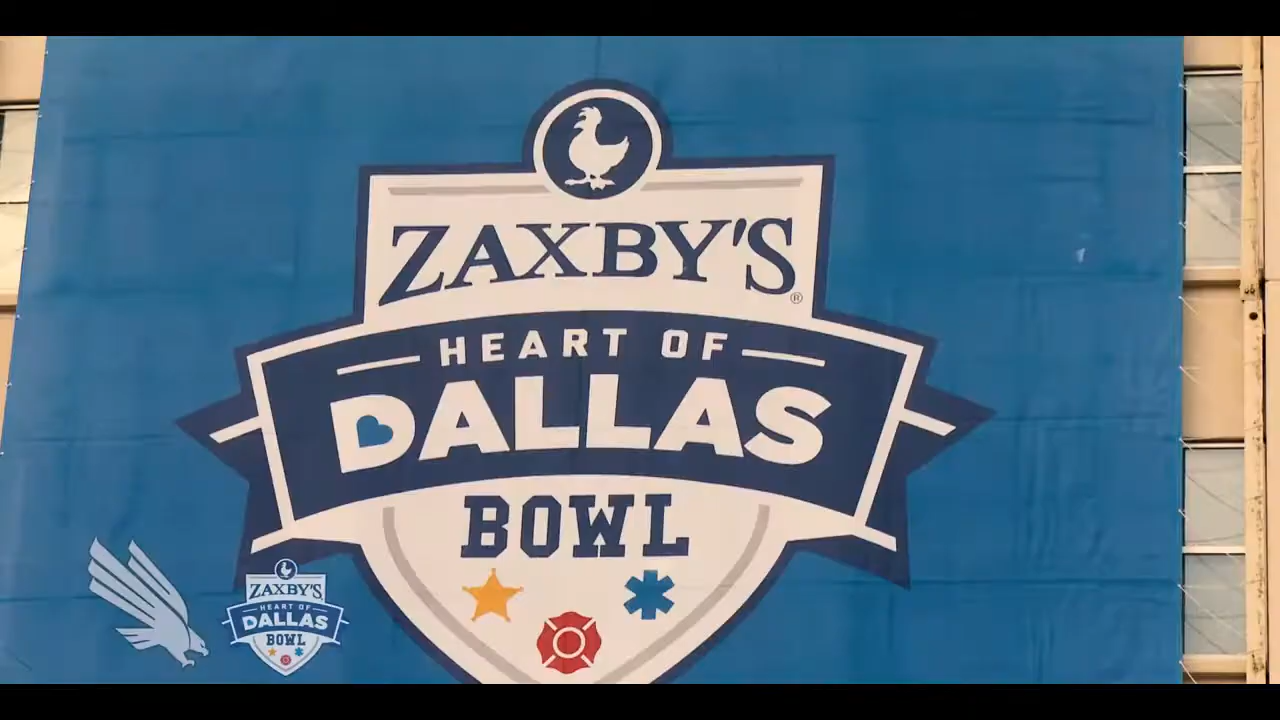 ZAXBY'S®
HEART OF
DALLAS
BOWL
ZAXBY'S
HEART OF
DALLAS
BOWL